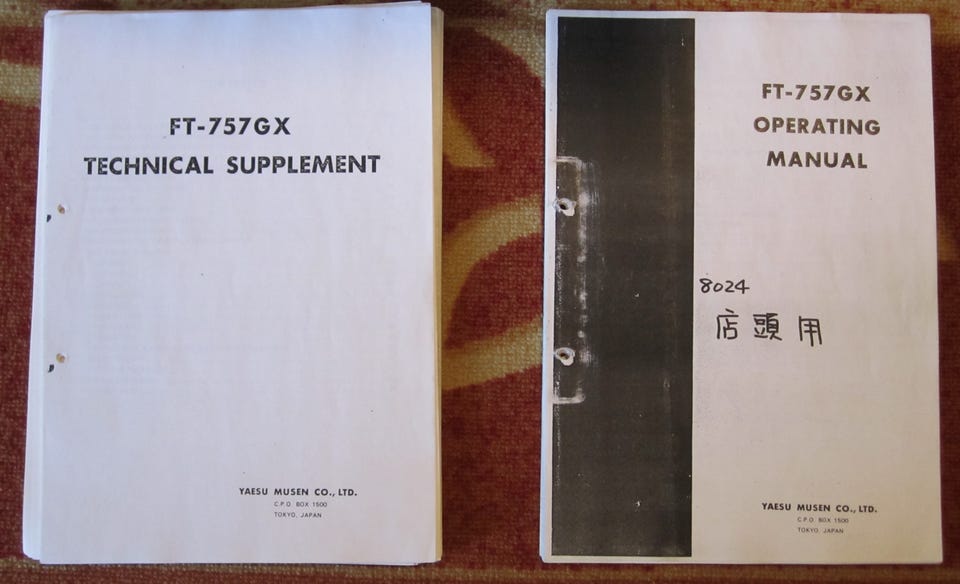 FT-757GX
TECHNICAL SUPPLEMENT
YAESU MUSEN CO., LTD.
C.P.O. BOX 1500
TOKYO, JAPAN
FT-757GX
OPERATING
MANUAL
8024
店頭用
YAESU MUSEN CO., LTD.
C.P.O. BOX 1500
TOKYO, JAPAN